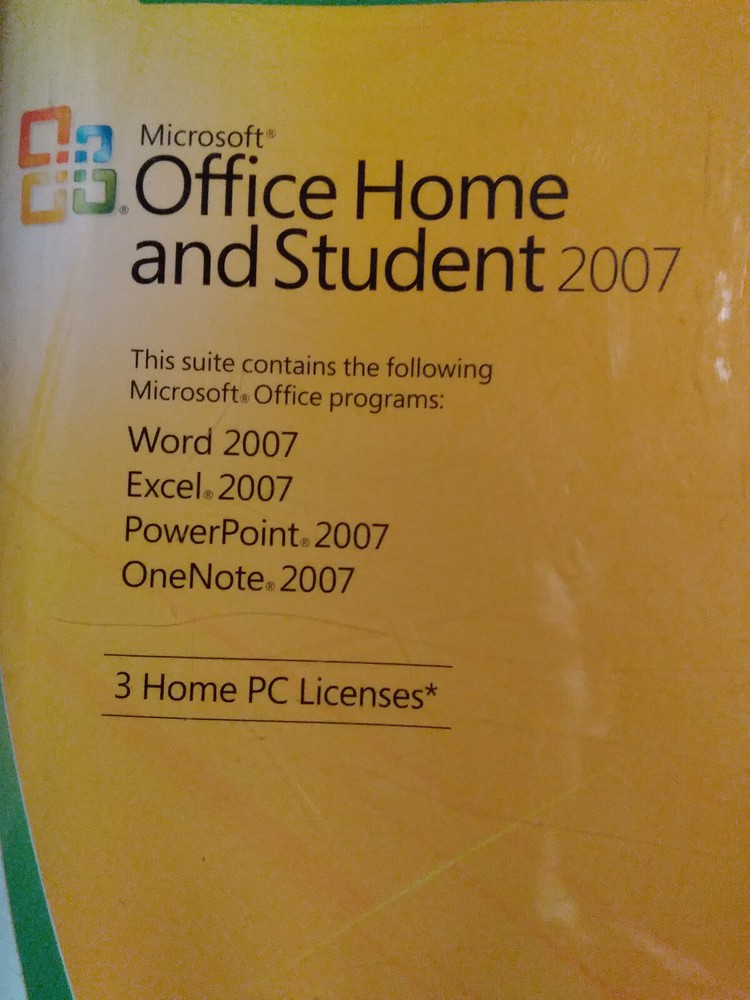 Microsoft®
Office Home
and Student 2007
This suite contains the following
Microsoft® Office programs:
Word 2007
Excel® 2007
PowerPoint® 2007
OneNote® 2007
3 Home PC Licenses*